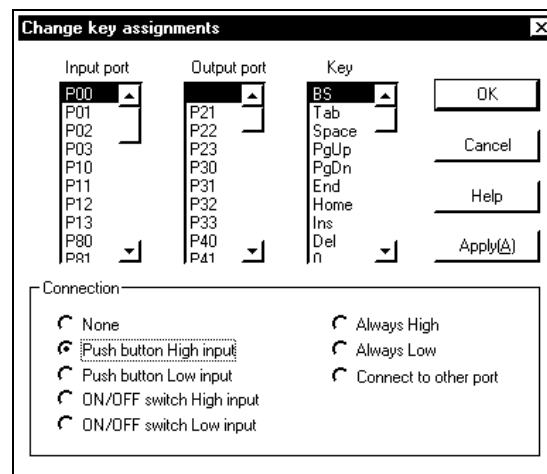 Change key assignments
Input port
Output port
Key
P00
P01
P02
P03
P10
P11
P12
P13
P80
P81
P21
P22
P23
P30
P31
P32
P33
P40
P41
BS
Tab
Space
PgUp
PgDn
End
Home
Ins
Del
0
OK
Cancel
Help
Apply(A)
Connection
None
Push button High input
Push button Low input
ON/OFF switch High input
ON/OFF switch Low input
Always High
Always Low
Connect to other port